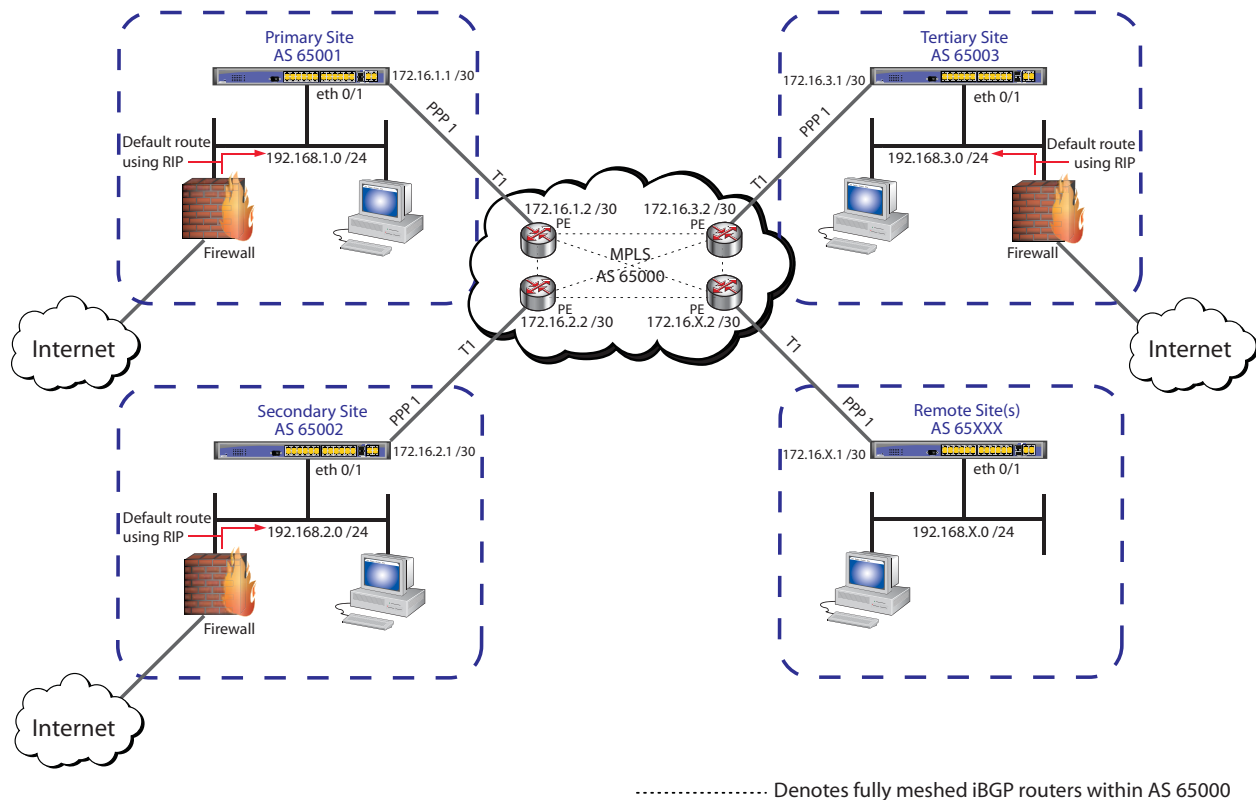 Primary Site
AS 65001
172.16.1.1 /30
eth 0/1
PPP 1
T1
Default route
using RIP
192.168.1.0 /24
Firewall
Internet
Tertiary Site
AS 65003
172.16.3.1 /30
eth 0/1
PPP 1
T1
Default route
using RIP
192.168.3.0 /24
Firewall
Internet
172.16.1.2 /30
PE
172.16.3.2 /30
PE
MPLS
AS 65000
PE
172.16.2.2 /30
PE
172.16.X.2 /30
Secondary Site
AS 65002
172.16.2.1 /30
eth 0/1
PPP 1
T1
Default route
using RIP
192.168.2.0 /24
Firewall
Internet
Remote Site(s)
AS 65XXX
172.16.X.1 /30
eth 0/1
PPP 1
T1
192.168.X.0 /24
Denotes fully meshed iBGP routers within AS 65000